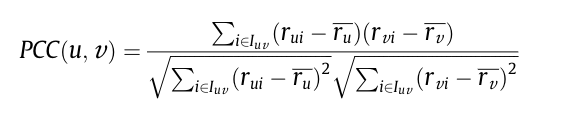 PCC(u, v) = \frac{\sum_{i \in I_{uv}} (r_{ui} - \overline{r_u})(r_{vi} - \overline{r_v})}{\sqrt{\sum_{i \in I_{uv}} (r_{ui} - \overline{r_u})^2} \sqrt{\sum_{i \in I_{uv}} (r_{vi} - \overline{r_v})^2}}